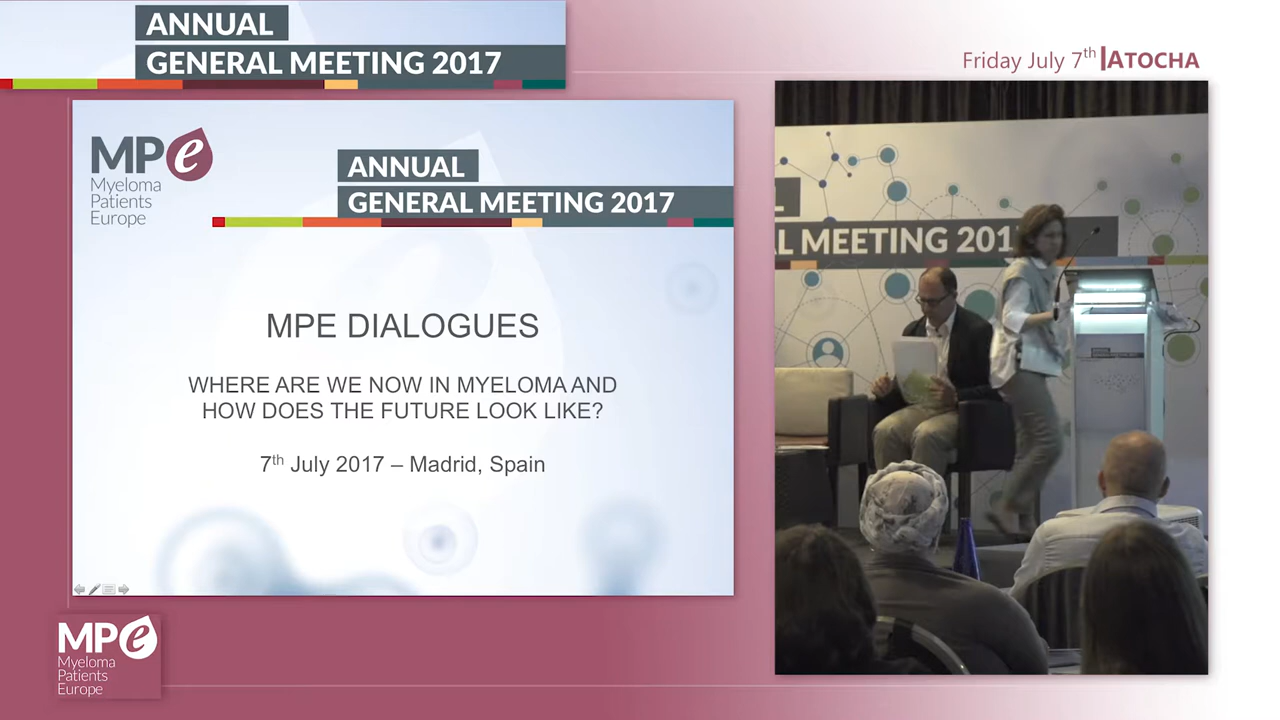 ANNUAL
GENERAL MEETING 2017
Friday July 7th | ATOCHA
MPe
Myeloma
Patients
Europe
ANNUAL
GENERAL MEETING 2017
MPE DIALOGUES
WHERE ARE WE NOW IN MYELOMA AND
HOW DOES THE FUTURE LOOK LIKE?
7th July 2017 – Madrid, Spain
L MEETING 201
MPe
Myeloma
Patients
Europe